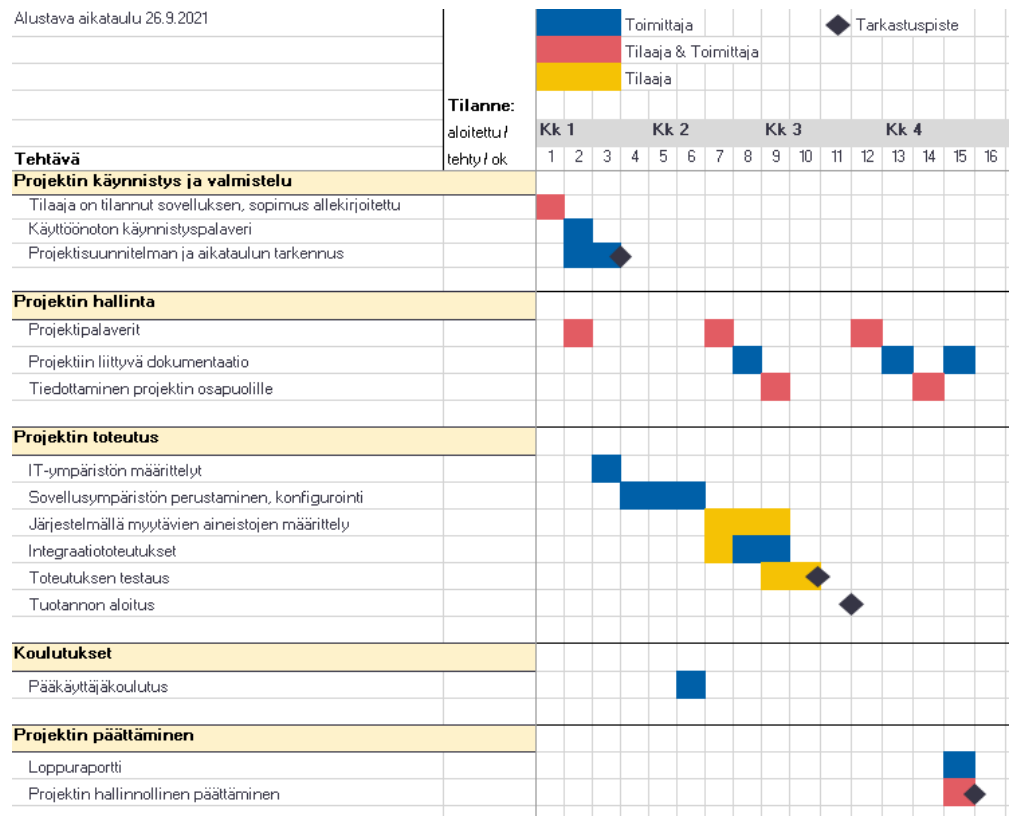 Alustava aikataulu 26.9.2021
Toimittaja
Tarkastuspiste
Tilaaja & Toimittaja
Tilaaja
Tilanne:
aloitettu /
Kk 1 Kk 2 Kk 3 Kk 4
Tehtävä tehty / ok 1 2 3 4 5 6 7 8 9 10 11 12 13 14 15 16
Projektin käynnistys ja valmistelu
Tilaaja on tilannut sovelluksen, sopimus allekirjoitettu
Käyttöönoton käynnistyspalaveri
Projektisuunnitelman ja aikataulun tarkennus
Projektin hallinta
Projektipalaverit
Projektiin liittyvä dokumentaatio
Tiedottaminen projektin osapuolille
Projektin toteutus
IT-ympäristön määrittelyt
Sovellusympäristön perustaminen, konfigurointi
Järjestelmällä myytävien aineistojen määrittely
Integraatiototeutukset
Toteutuksen testaus
Tuotannon aloitus
Koulutukset
Pääkäyttäjäkoulutus
Projektin päättäminen
Loppuraportti
Projektin hallinnollinen päättäminen